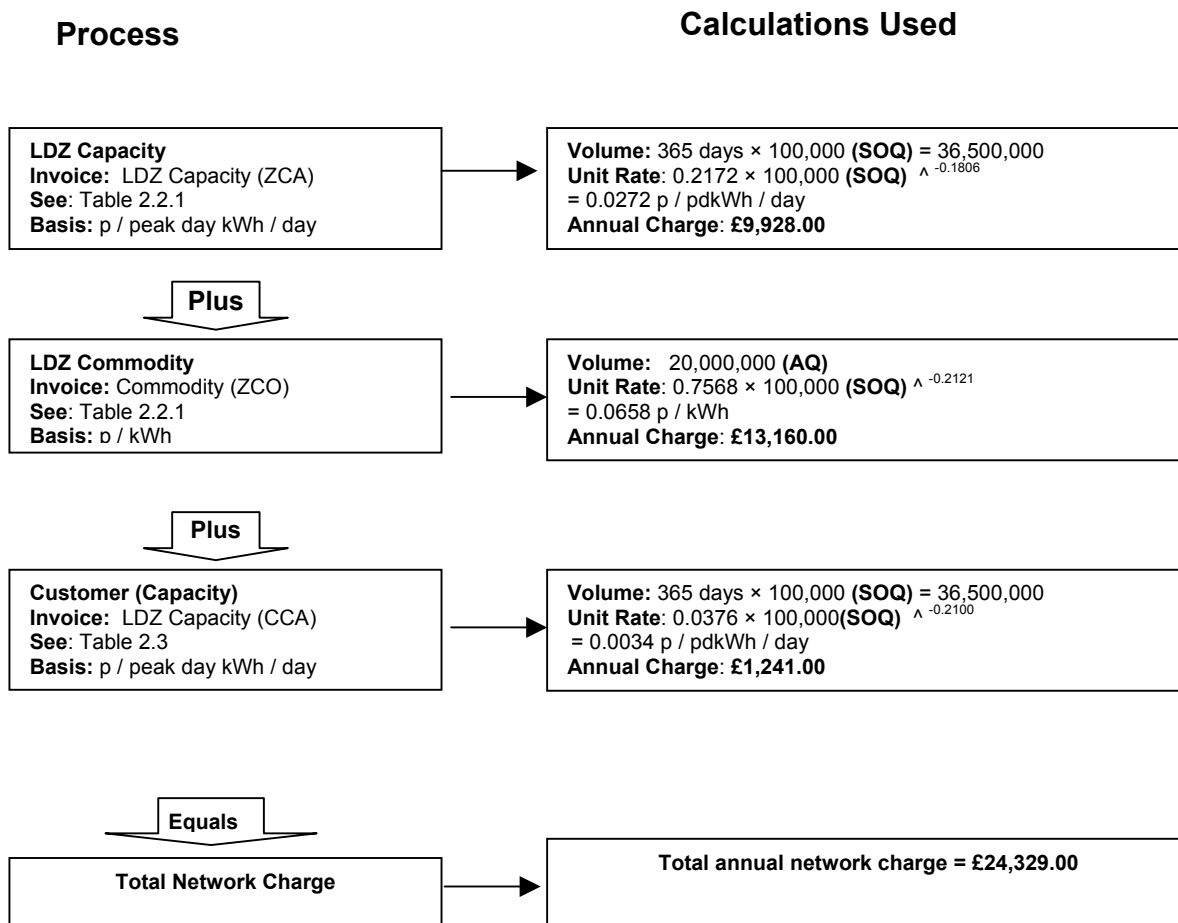 Process
Calculations Used
LDZ Capacity
Invoice: LDZ Capacity (ZCA)
See: Table 2.2.1
Basis: p / peak day kWh / day
Volume: 365 days × 100,000 (SOQ) = 36,500,000
Unit Rate: 0.2172 × 100,000 (SOQ) ^ -0.1806
= 0.0272 p / pdkWh / day
Annual Charge: £9,928.00
Plus
LDZ Commodity
Invoice: Commodity (ZCO)
See: Table 2.2.1
Basis: p / kWh
Volume: 20,000,000 (AQ)
Unit Rate: 0.7568 × 100,000 (SOQ) ^ -0.2121
= 0.0658 p / kWh
Annual Charge: £13,160.00
Plus
Customer (Capacity)
Invoice: LDZ Capacity (CCA)
See: Table 2.3
Basis: p / peak day kWh / day
Volume: 365 days × 100,000 (SOQ) = 36,500,000
Unit Rate: 0.0376 × 100,000(SOQ) ^ -0.2100
= 0.0034 p / pdkWh / day
Annual Charge: £1,241.00
Equals
Total Network Charge
Total annual network charge = £24,329.00